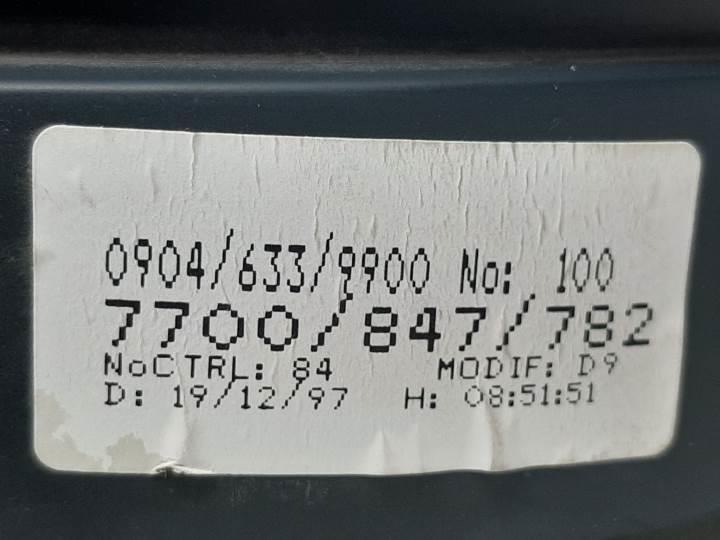 0904/633/9900 No: 100
7700/847/782
NoCTRL: 84 MODIF: D9
D: 19/12/97 H: 08:51:51